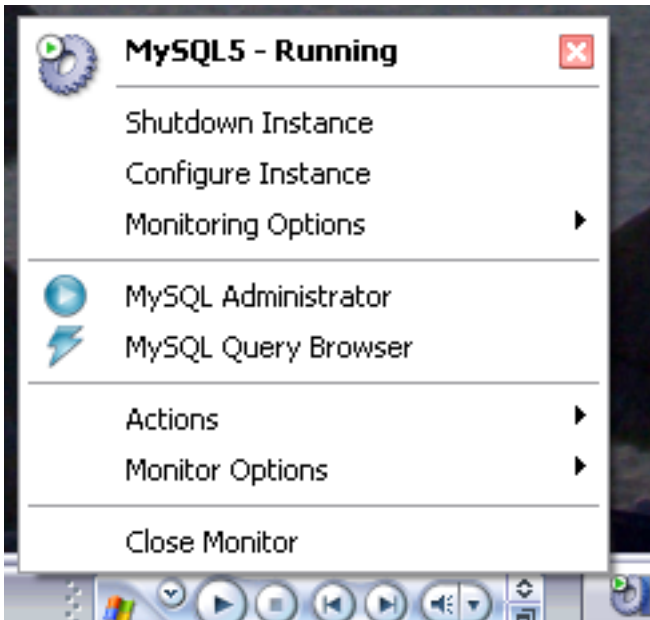 MySQL5 - Running
Shutdown Instance
Configure Instance
Monitoring Options
MySQL Administrator
MySQL Query Browser
Actions
Monitor Options
Close Monitor